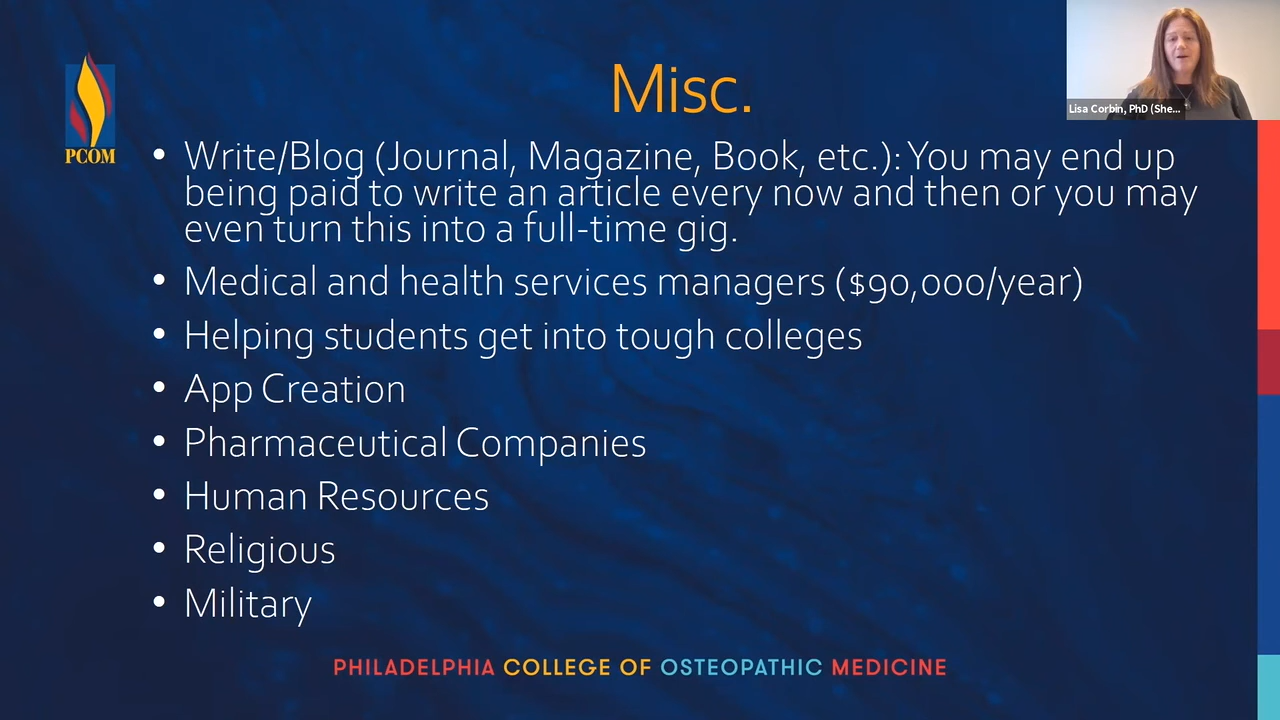 Misc.
Lisa Corbin, PhD (She...
PCOM
• Write/Blog (Journal, Magazine, Book, etc.): You may end up
being paid to write an article every now and then or you may
even turn this into a full-time gig.
• Medical and health services managers ($90,000/year)
• Helping students get into tough colleges
• App Creation
• Pharmaceutical Companies
• Human Resources
• Religious
• Military
PHILADELPHIA COLLEGE OF OSTEOPATHIC MEDICINE